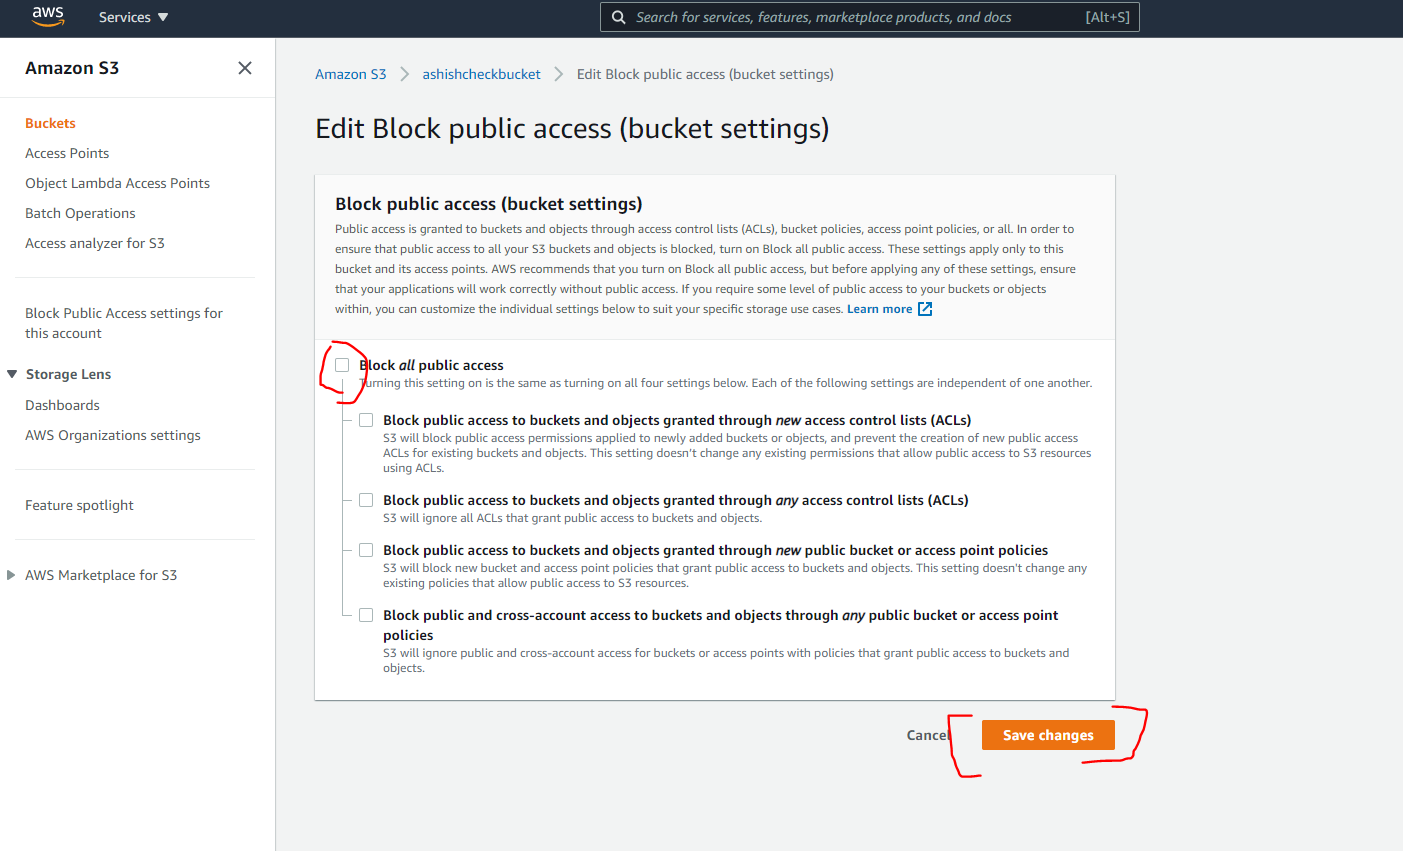 aws
Services
Search for services, features, marketplace products, and docs [Alt+S]
Amazon S3
Buckets
Access Points
Object Lambda Access Points
Batch Operations
Access analyzer for S3
Block Public Access settings for
this account
Storage Lens
Dashboards
AWS Organizations settings
Feature spotlight
AWS Marketplace for S3
Amazon S3 > ashishcheckbucket > Edit Block public access (bucket settings)
Edit Block public access (bucket settings)
Block public access (bucket settings)
Public access is granted to buckets and objects through access control lists (ACLs), bucket policies, access point policies, or all. In order to
ensure that public access to all your S3 buckets and objects is blocked, turn on Block all public access. These settings apply only to this
bucket and its access points. AWS recommends that you turn on Block all public access, but before applying any of these settings, ensure
that your applications will work correctly without public access. If you require some level of public access to your buckets or objects
within, you can customize the individual settings below to suit your specific storage use cases. Learn more
Block all public access
Turning this setting on is the same as turning on all four settings below. Each of the following settings are independent of one another.
Block public access to buckets and objects granted through new access control lists (ACLs)
S3 will block public access permissions applied to newly added buckets or objects, and prevent the creation of new public access
ACLs for existing buckets and objects. This setting doesn't change any existing permissions that allow public access to S3 resources
using ACLs.
Block public access to buckets and objects granted through any access control lists (ACLs)
S3 will ignore all ACLs that grant public access to buckets and objects.
Block public access to buckets and objects granted through new public bucket or access point policies
S3 will block new bucket and access point policies that grant public access to buckets and objects. This setting doesn't change any
existing policies that allow public access to S3 resources.
Block public and cross-account access to buckets and objects through any public bucket or access point
policies
S3 will ignore public and cross-account access for buckets or access points with policies that grant public access to buckets and
objects.
Cancel Save changes